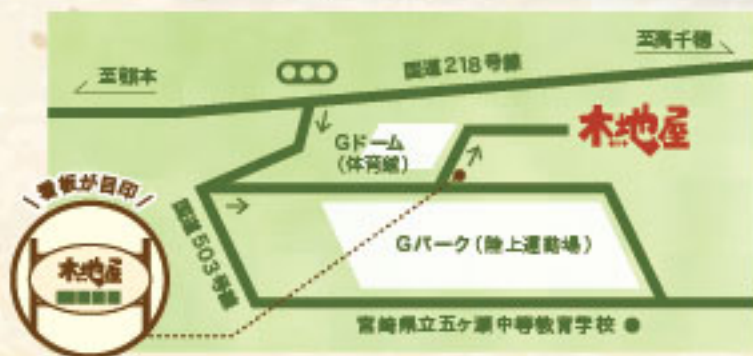 至熊本
国道218号線
至高千穂
Gドーム
(体育館)
木地屋
看板が目印
木地屋
国道503号線
Gパーク(陸上運動場)
宮崎県立五ヶ瀬中等教育学校